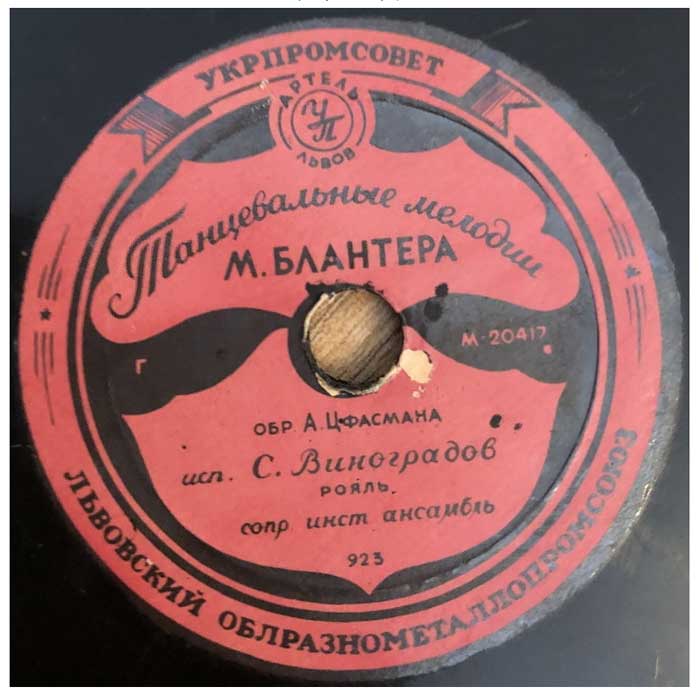 УКРПРОМСОВЕТ
АРТЕЛЬ
УП
ЛЬВОВ
Танцевальные мелодии
М. БЛАНТЕРА
Г
М-20417
ОБР. А. ЦФАСМАНА
исп. С. Виноградов
РОЯЛЬ.
сопр. инст ансамбль
923
ЛЬВОВСКИЙ ОБЛРАЗНОМЕТАЛЛОПРОМСОЮЗ